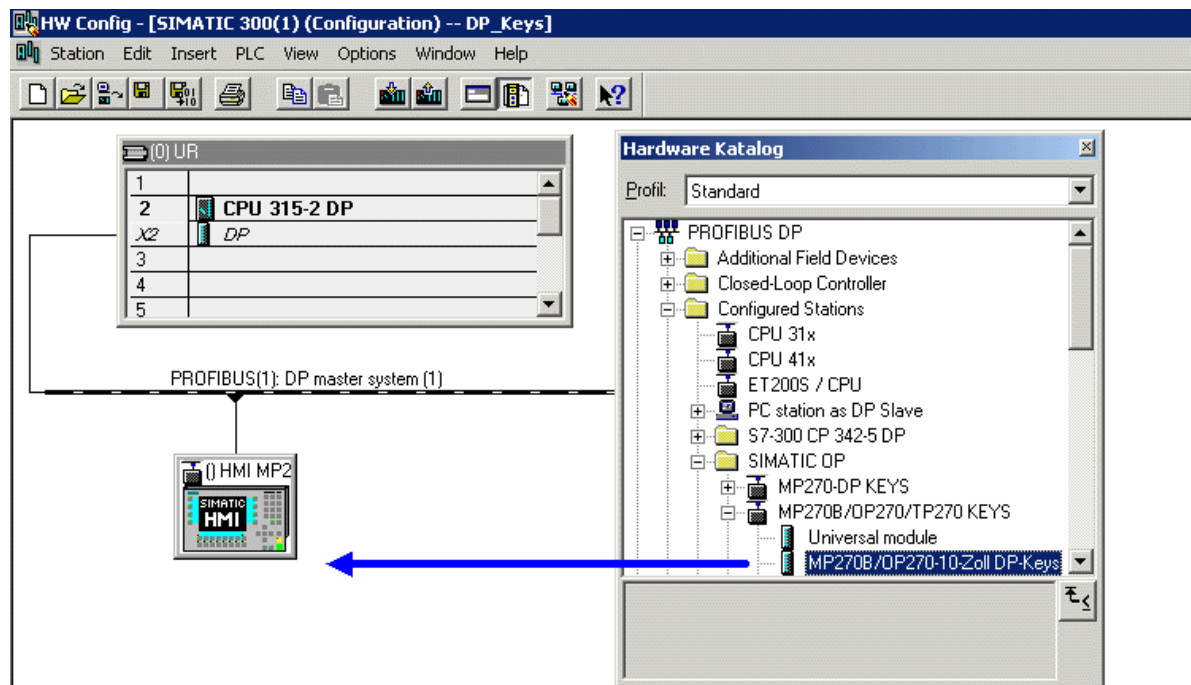 HW Config - [SIMATIC 300(1) (Configuration) -- DP_Keys]
Station Edit Insert PLC View Options Window Help
(0) UR
1
2 CPU 315-2 DP
X2 DP
3
4
5
PROFIBUS(1): DP master system (1)
() HMI MP2
SIMATIC
HMI
Hardware Katalog
Profil: Standard
PROFIBUS DP
Additional Field Devices
Closed-Loop Controller
Configured Stations
CPU 31x
CPU 41x
ET200S / CPU
PC station as DP Slave
S7-300 CP 342-5 DP
SIMATIC OP
MP270-DP KEYS
MP270B/OP270/TP270 KEYS
Universal module
MP270B/OP270-10-Zoll DP-Keys